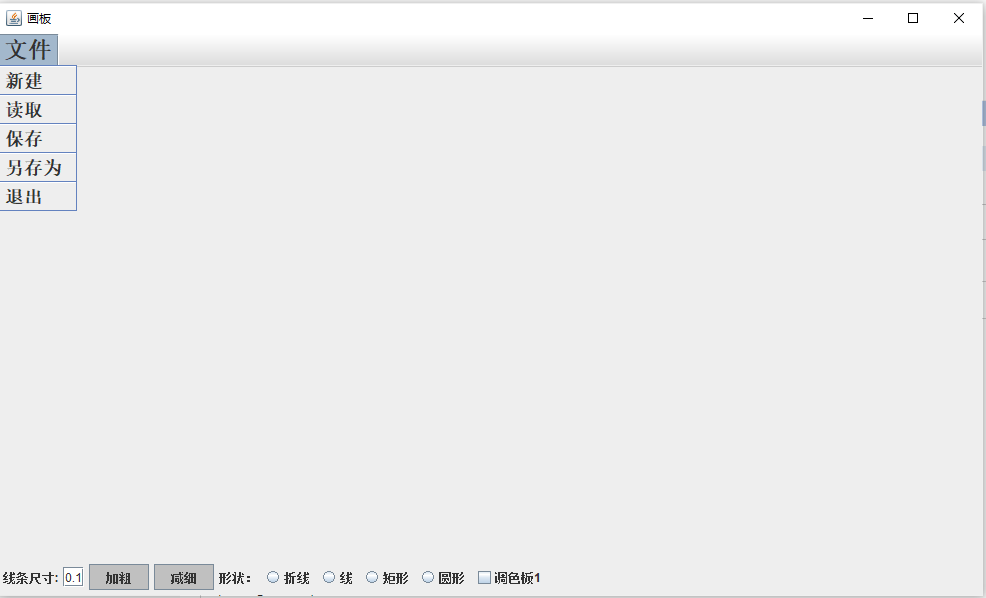 画板
文件
新建
读取
保存
另存为
退出
线条尺寸: 0.1 加粗 减细 形状： 折线 线 矩形 圆形 调色板1